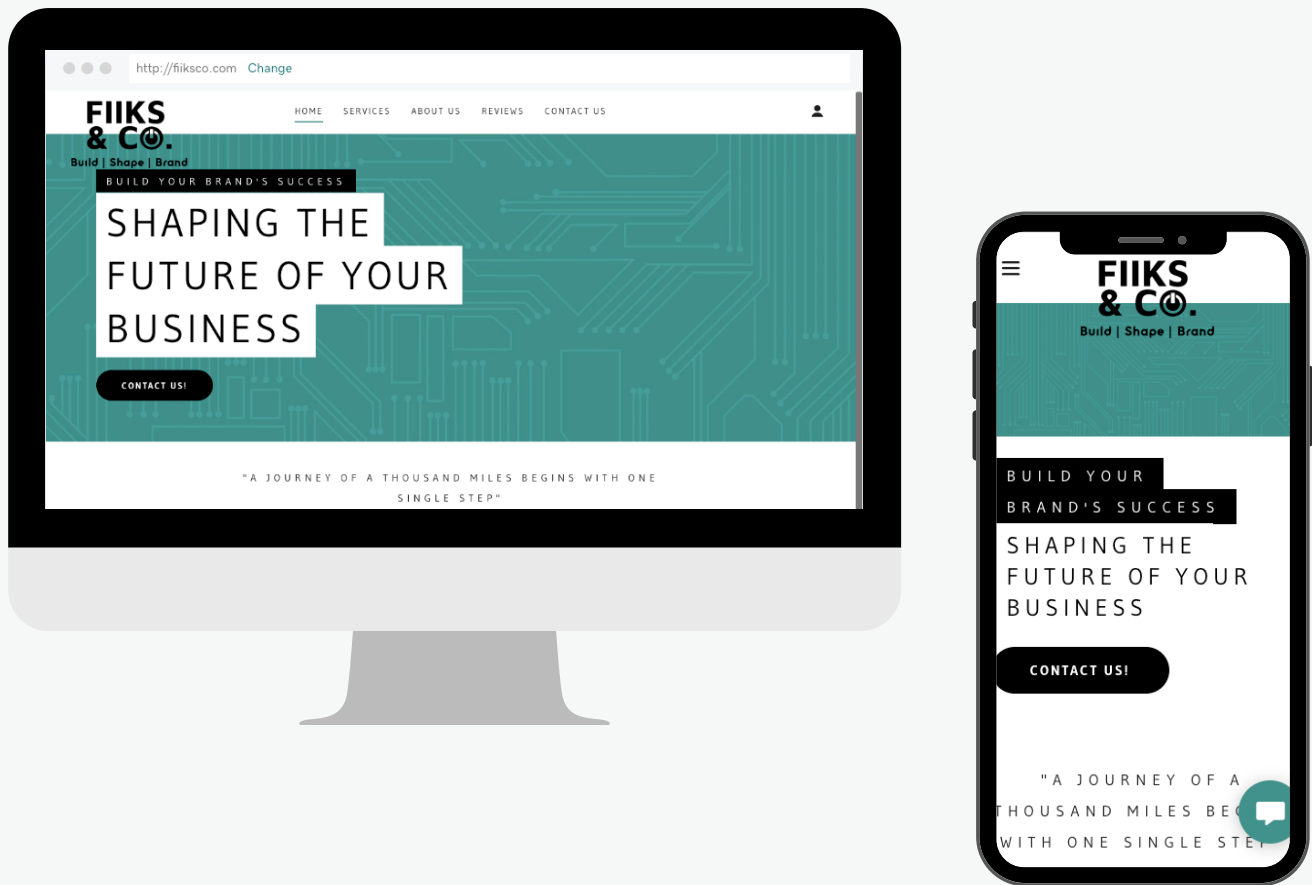 http://fiiksco.com Change
FIIKS
& CO.
Build | Shape | Brand
HOME SERVICES ABOUT US REVIEWS CONTACT US
BUILD YOUR BRAND'S SUCCESS
SHAPING THE
FUTURE OF YOUR
BUSINESS
CONTACT US!
"A JOURNEY OF A THOUSAND MILES BEGINS WITH ONE
SINGLE STEP"
FIIKS
& CO.
Build | Shape | Brand
BUILD YOUR
BRAND'S SUCCESS
SHAPING THE
FUTURE OF YOUR
BUSINESS
CONTACT US!
"A JOURNEY OF A
THOUSAND MILES
WITH ONE SINGLE